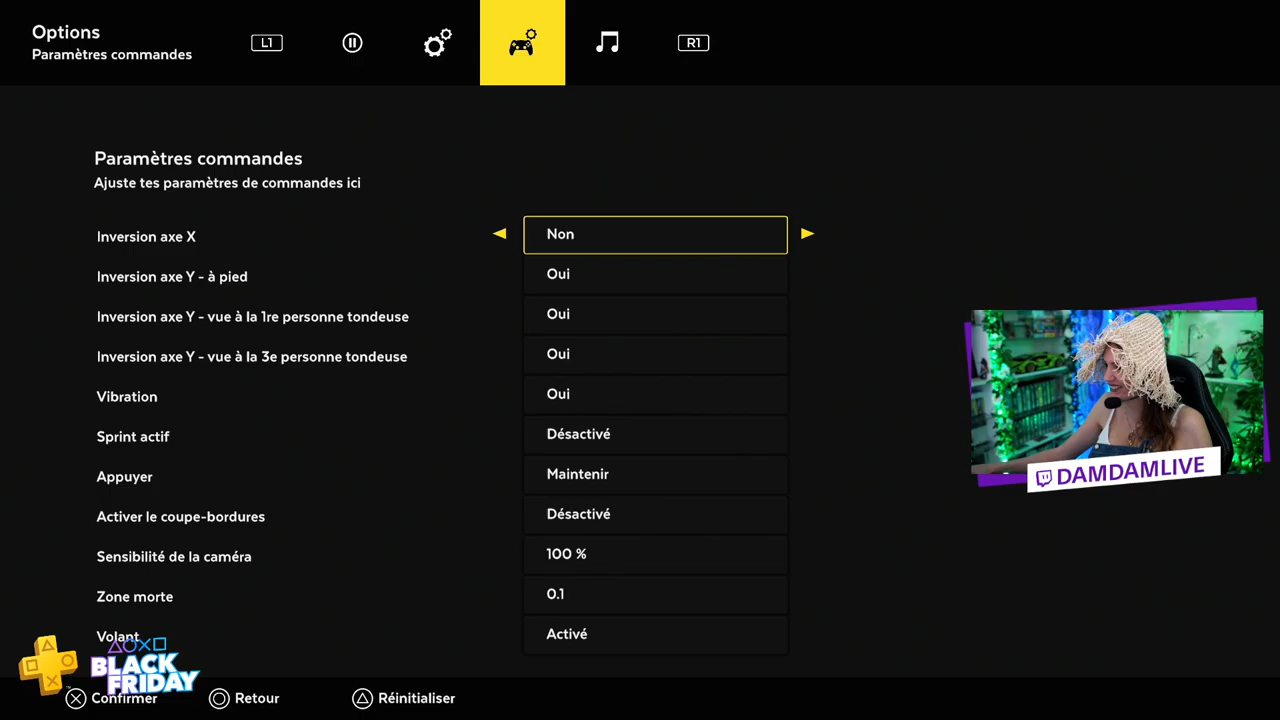 Options
Paramètres commandes
L1
R1
Paramètres commandes
Ajuste tes paramètres de commandes ici
Inversion axe X Non
Inversion axe Y - à pied Oui
Inversion axe Y - vue à la 1re personne tondeuse Oui
Inversion axe Y - vue à la 3e personne tondeuse Oui
Vibration Oui
Sprint actif Désactivé
Appuyer Maintenir
Activer le coupe-bordures Désactivé
Sensibilité de la caméra 100 %
Zone morte 0.1
Volant Activé
DAMDAMLIVE
BLACK
FRIDAY
Confirmer Retour Réinitialiser